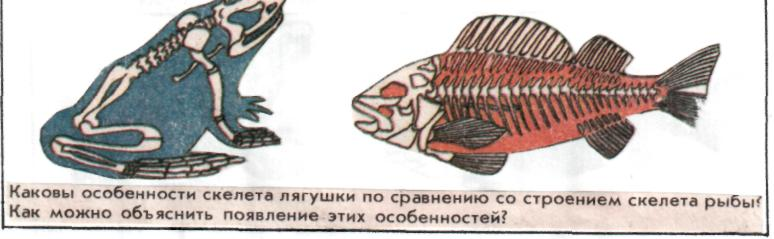 Каковы особенности скелета лягушки по сравнению со строением скелета рыбы?
Как можно объяснить появление этих особенностей?